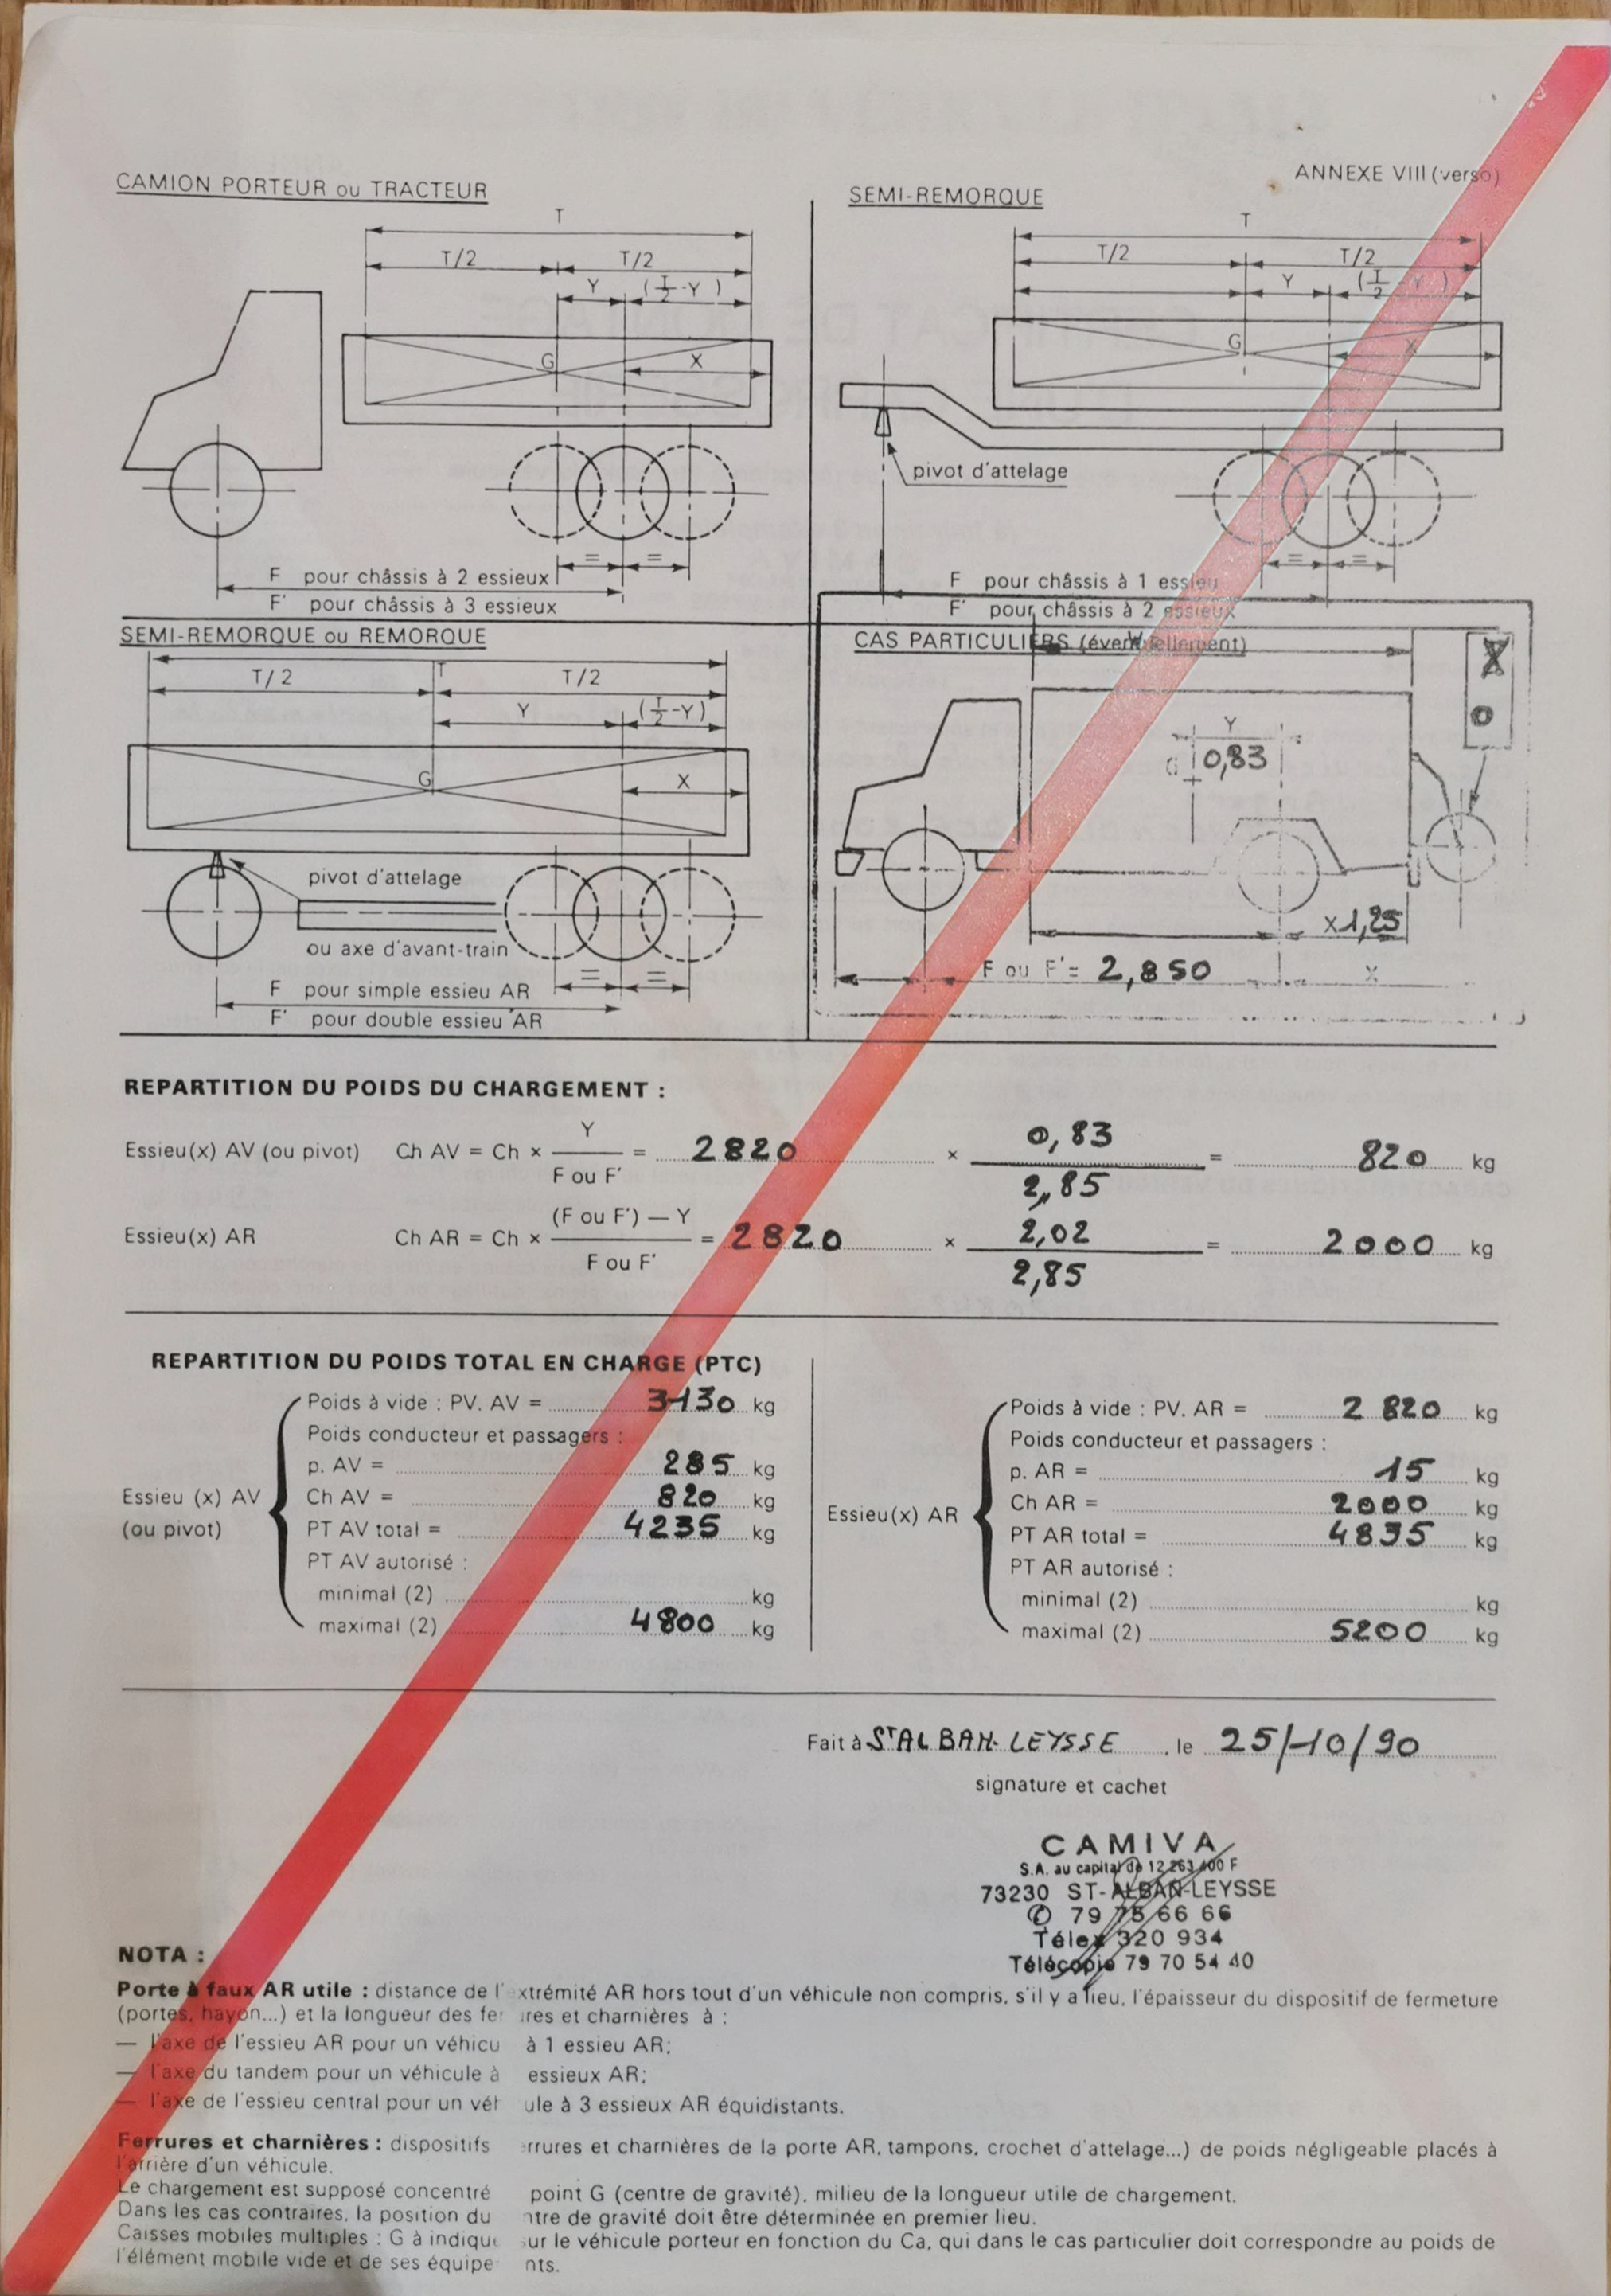 ANNEXE VIII (verso)
CAMION PORTEUR ou TRACTEUR
T
T/2 T/2
Y (T/2 -Y )
G X
F pour châssis à 2 essieux
F' pour châssis à 3 essieux
= =
SEMI-REMORQUE
T
T/2 T/2
Y (T/2 -Y )
G X
pivot d'attelage
= =
F pour châssis à 1 essieu
F' pour châssis à 2 essieux
SEMI-REMORQUE ou REMORQUE
T
T/2 T/2
Y (T/2 -Y)
G X
pivot d'attelage
ou axe d'avant-train
= =
F pour simple essieu AR
F' pour double essieu AR
CAS PARTICULIERS (éventuellement)
W
X
O
Y
G 0,83
X 1,25
F ou F'= 2,850 X
REPARTITION DU POIDS DU CHARGEMENT :
Essieu(x) AV (ou pivot) Ch AV = Ch × Y / F ou F' = 2820 × 0,83 / 2,85 = 820 kg
Essieu(x) AR Ch AR = Ch × (F ou F') — Y / F ou F' = 2820 × 2,02 / 2,85 = 2000 kg
REPARTITION DU POIDS TOTAL EN CHARGE (PTC)
Essieu (x) AV
(ou pivot)
Poids à vide : PV. AV = 3130 kg
Poids conducteur et passagers :
p. AV = 285 kg
Ch AV = 820 kg
PT AV total = 4235 kg
PT AV autorisé :
minimal (2) kg
maximal (2) 4800 kg
Essieu(x) AR
Poids à vide : PV. AR = 2 820 kg
Poids conducteur et passagers :
p. AR = 15 kg
Ch AR = 2000 kg
PT AR total = 4835 kg
PT AR autorisé :
minimal (2) kg
maximal (2) 5200 kg
Fait à ST ALBAN-LEYSSE , le 25/10/90
signature et cachet
CAMIVA
S.A. au capital de 12 263 400 F
73230 ST-ALBAN-LEYSSE
✆ 79 75 66 66
Télex 320 934
Télécopie 79 70 54 40
NOTA :
Porte à faux AR utile : distance de l' xtrémité AR hors tout d'un véhicule non compris, s'il y a lieu, l'épaisseur du dispositif de fermeture
(portes, hayon...) et la longueur des fer ures et charnières à :
— l'axe de l'essieu AR pour un véhicu à 1 essieu AR;
— l'axe du tandem pour un véhicule à essieux AR;
— l'axe de l'essieu central pour un véh ule à 3 essieux AR équidistants.
Ferrures et charnières : dispositifs errures et charnières de la porte AR, tampons, crochet d'attelage...) de poids négligeable placés à
l'arrière d'un véhicule.
Le chargement est supposé concentré point G (centre de gravité), milieu de la longueur utile de chargement.
Dans les cas contraires, la position du ntre de gravité doit être déterminée en premier lieu.
Caisses mobiles multiples : G à indique sur le véhicule porteur en fonction du Ca, qui dans le cas particulier doit correspondre au poids de
l'élément mobile vide et de ses équipe nts.